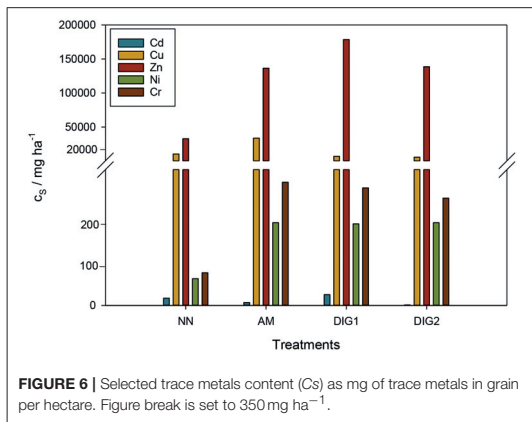 200000
150000
100000
50000
20000
200
100
0
c_s / mg ha⁻¹
Cd
Cu
Zn
Ni
Cr
NN AM DIG1 DIG2
Treatments
FIGURE 6 | Selected trace metals content (Cs) as mg of trace metals in grain
per hectare. Figure break is set to 350 mg ha⁻¹.